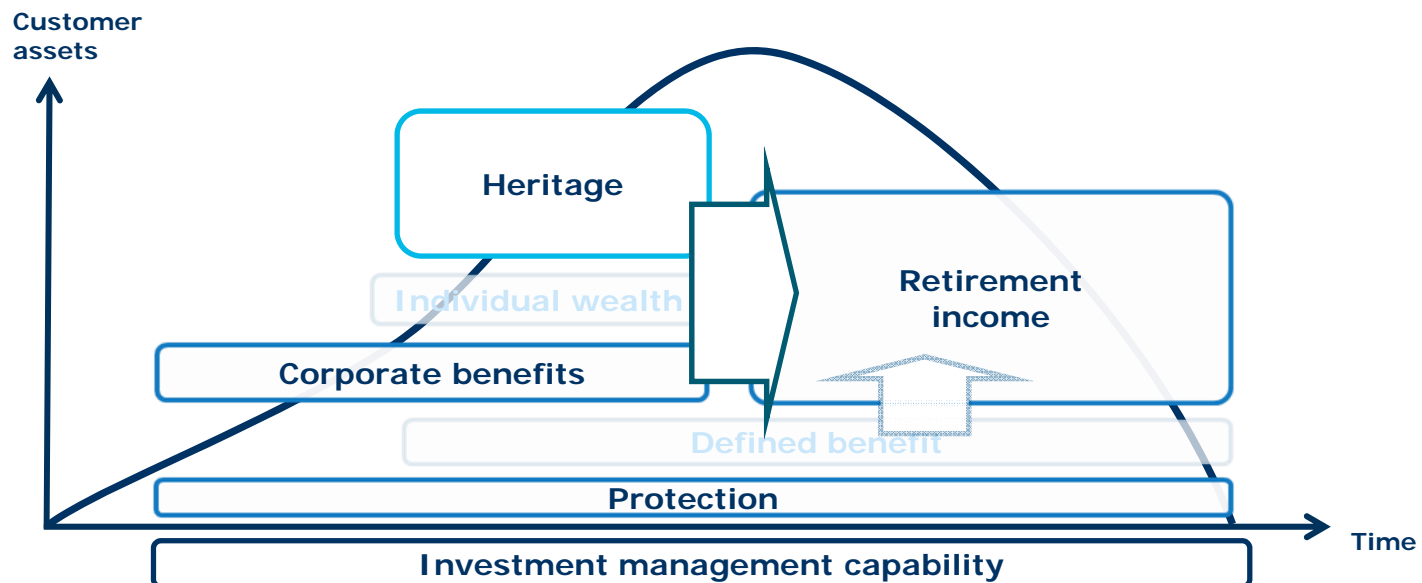 Customer
assets
Heritage
Individual wealth
Retirement
income
Corporate benefits
Defined benefit
Protection
Time
Investment management capability